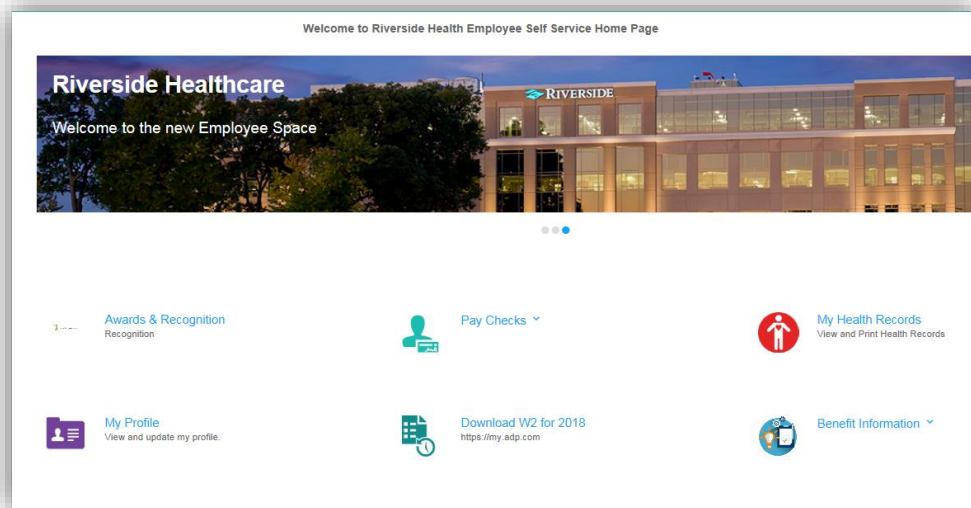 Welcome to Riverside Health Employee Self Service Home Page
Riverside Healthcare
RIVERSIDE
Welcome to the new Employee Space
Awards & Recognition
Recognition
Pay Checks
My Health Records
View and Print Health Records
My Profile
View and update my profile.
Download W2 for 2018
https://my.adp.com
Benefit Information